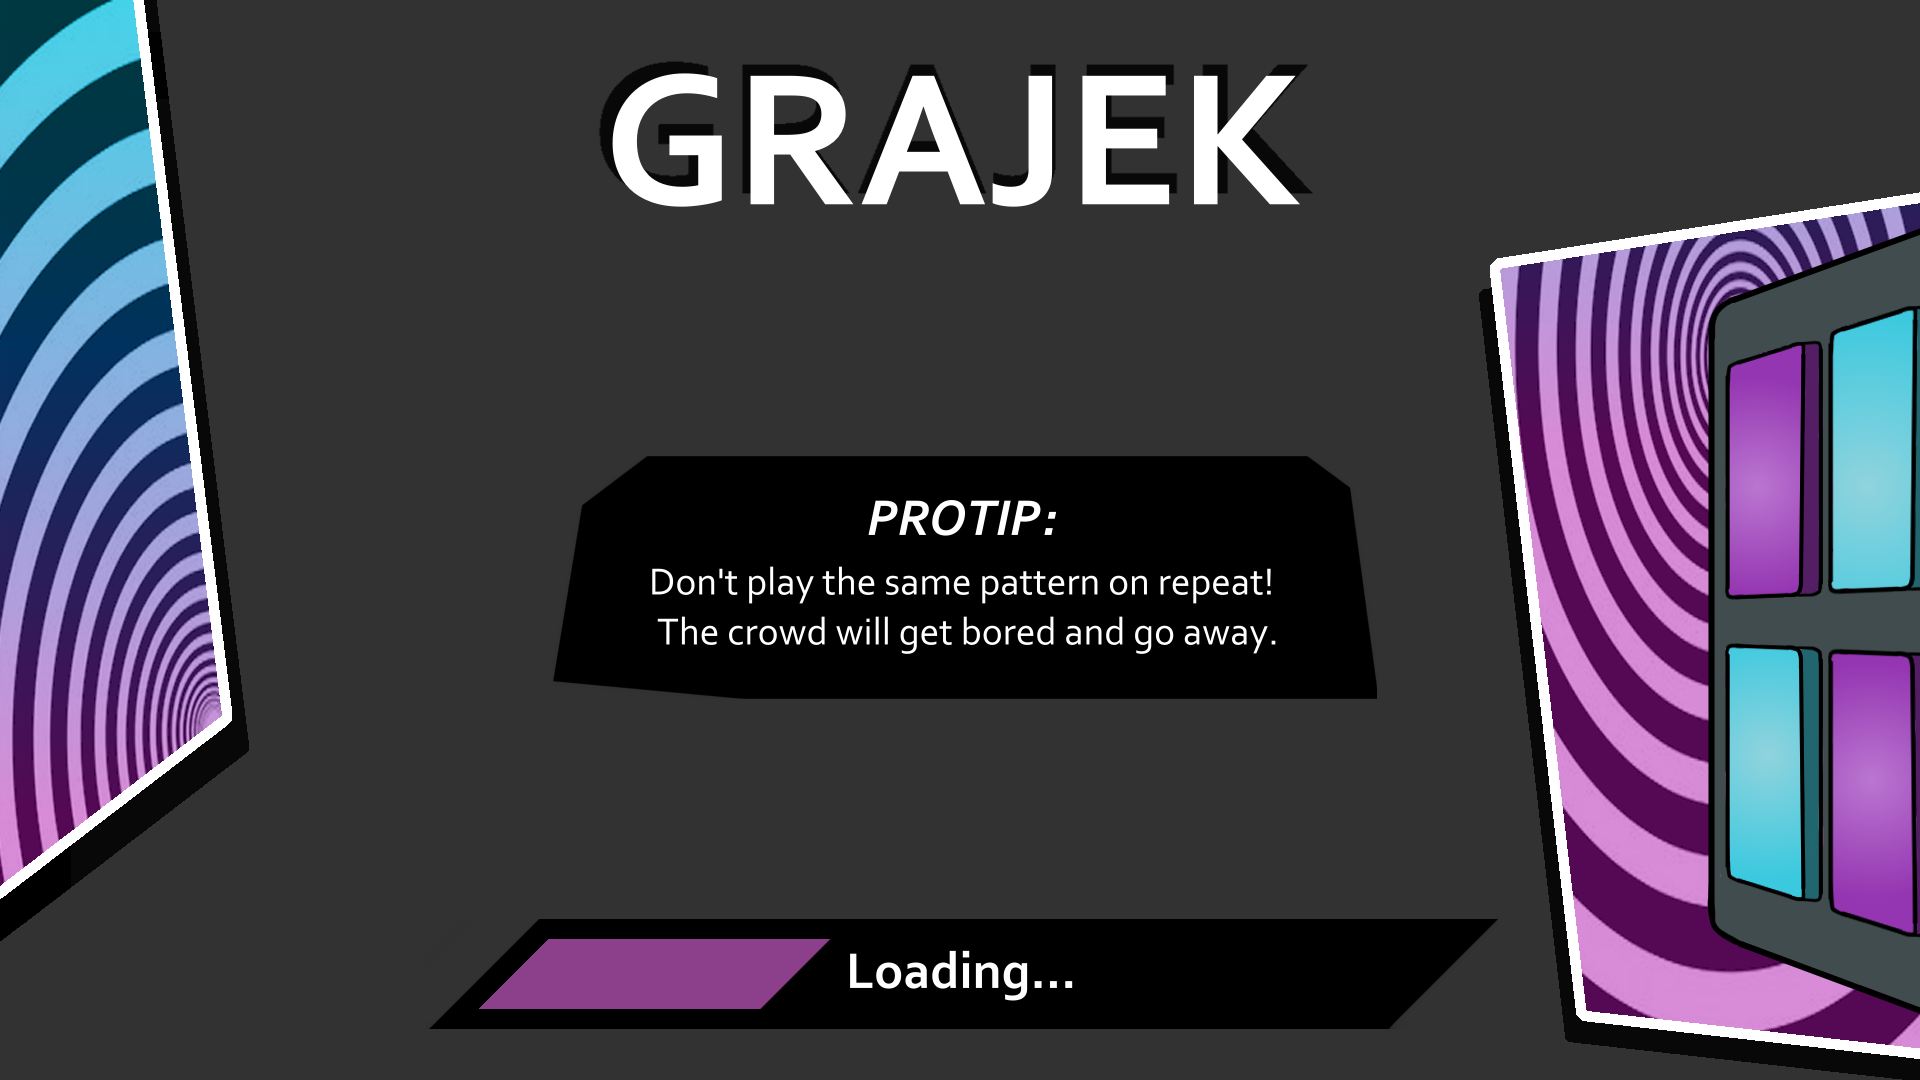 GRAJEK
PROTIP:
Don't play the same pattern on repeat!
The crowd will get bored and go away.
Loading...